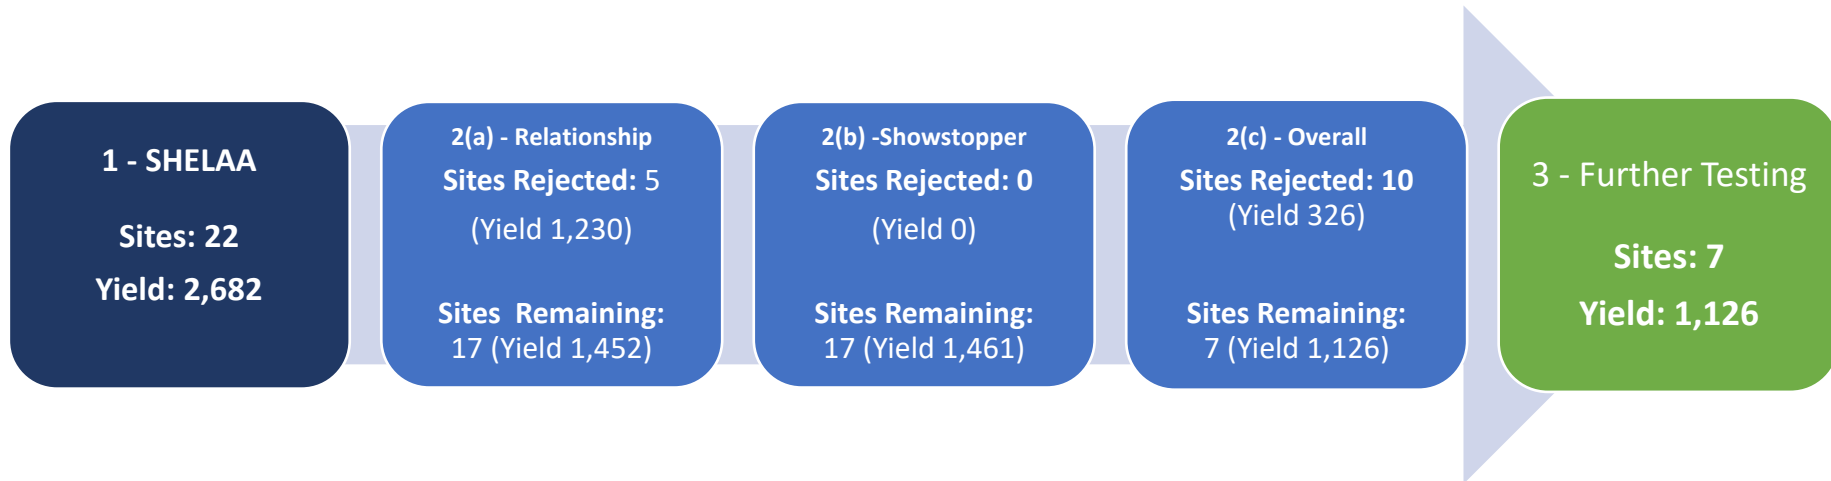 1 - SHELAA
Sites: 22
Yield: 2,682
2(a) - Relationship
Sites Rejected: 5
(Yield 1,230)
Sites Remaining:
17 (Yield 1,452)
2(b) -Showstopper
Sites Rejected: 0
(Yield 0)
Sites Remaining:
17 (Yield 1,461)
2(c) - Overall
Sites Rejected: 10
(Yield 326)
Sites Remaining:
7 (Yield 1,126)
3 - Further Testing
Sites: 7
Yield: 1,126